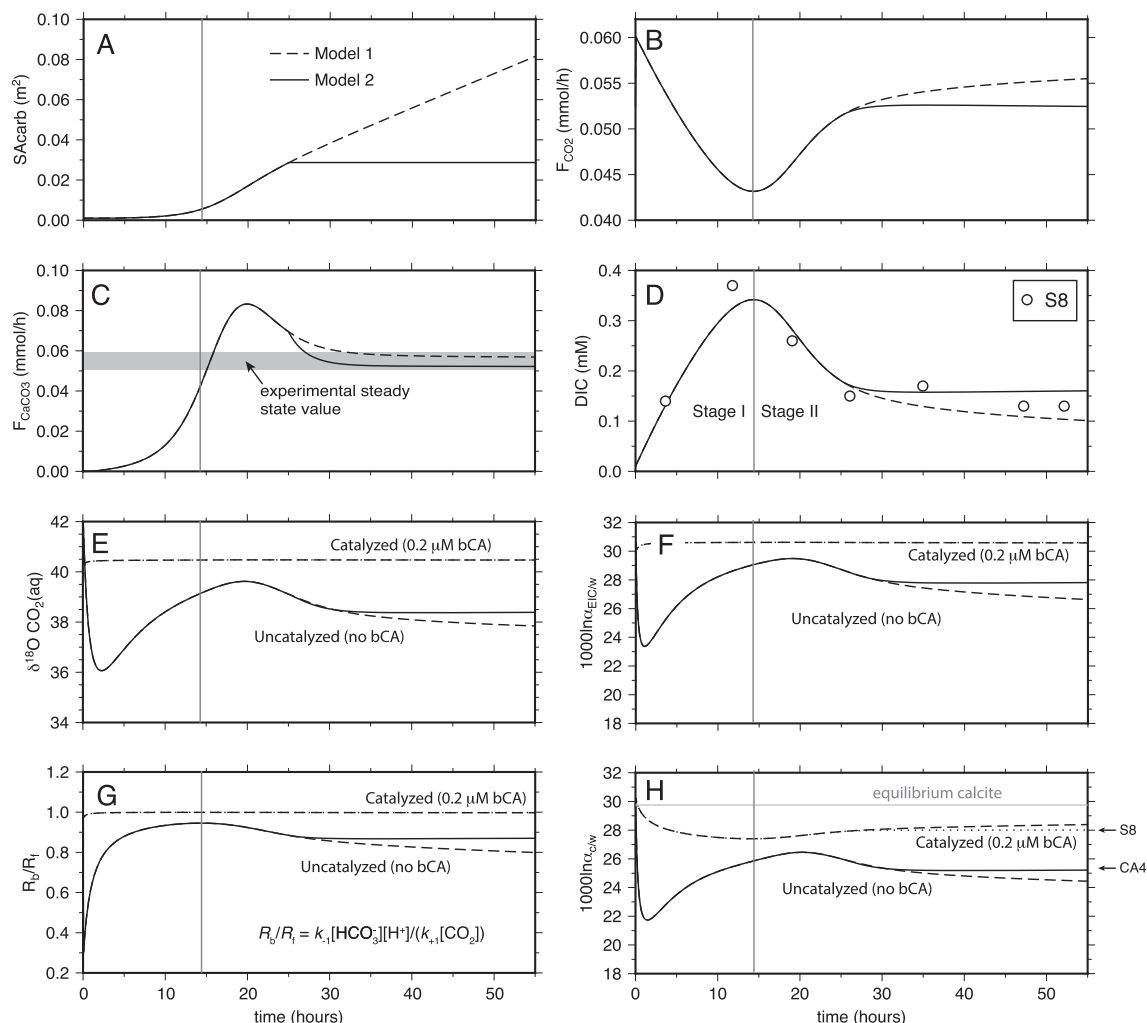 A
Model 1
Model 2
SAcarb (m²)
0.10
0.08
0.06
0.04
0.02
0.00
B
F_CO2 (mmol/h)
0.060
0.055
0.050
0.045
0.040
C
F_CaCO3 (mmol/h)
0.10
0.08
0.06
0.04
0.02
0.00
experimental steady
state value
D
S8
DIC (mM)
0.4
0.3
0.2
0.1
0.0
Stage I
Stage II
E
Catalyzed (0.2 μM bCA)
δ¹⁸O CO₂(aq)
42
40
38
36
34
Uncatalyzed (no bCA)
F
Catalyzed (0.2 μM bCA)
1000lnα_EIC/w
32
30
28
26
24
22
20
18
Uncatalyzed (no bCA)
G
Catalyzed (0.2 μM bCA)
R_b/R_f
1.2
1.0
0.8
0.6
0.4
0.2
Uncatalyzed (no bCA)
R_b/R_f = k_-1[HCO₃⁻][H⁺]/(k_+1[CO₂])
0 10 20 30 40 50
time (hours)
H
equilibrium calcite
1000lnα_c/w
32
30
28
26
24
22
20
18
S8
Catalyzed (0.2 μM bCA)
CA4
Uncatalyzed (no bCA)
0 10 20 30 40 50
time (hours)